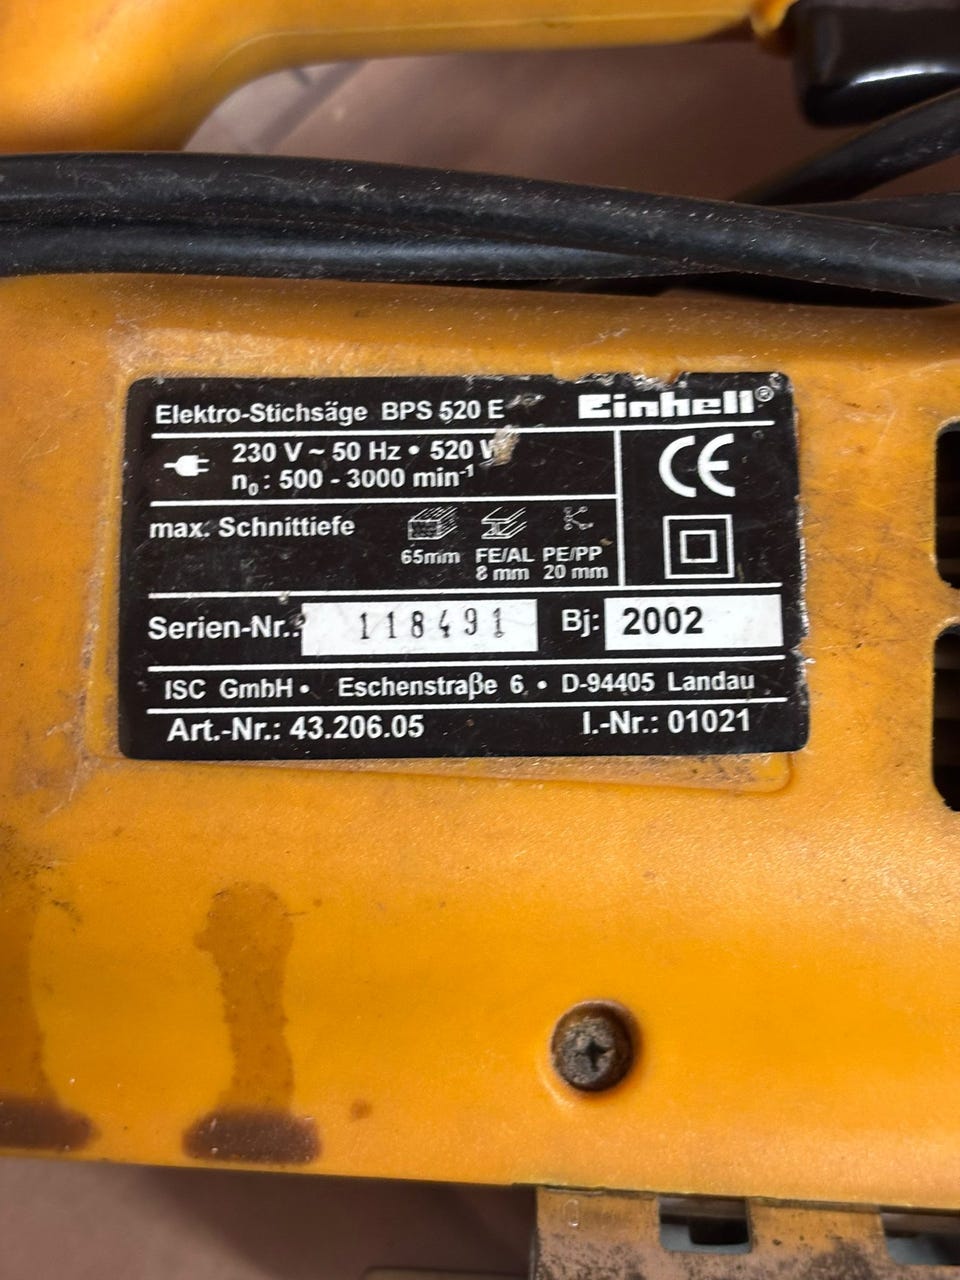 Elektro-Stichsäge BPS 520 E Einhell®
230 V ~ 50 Hz • 520 W
n₀ : 500 - 3000 min⁻¹
CE
max. Schnittiefe
65mm FE/AL PE/PP
8 mm 20 mm
Serien-Nr.: 118491 Bj: 2002
ISC GmbH • Eschenstraße 6 • D-94405 Landau
Art.-Nr.: 43.206.05 I.-Nr.: 01021